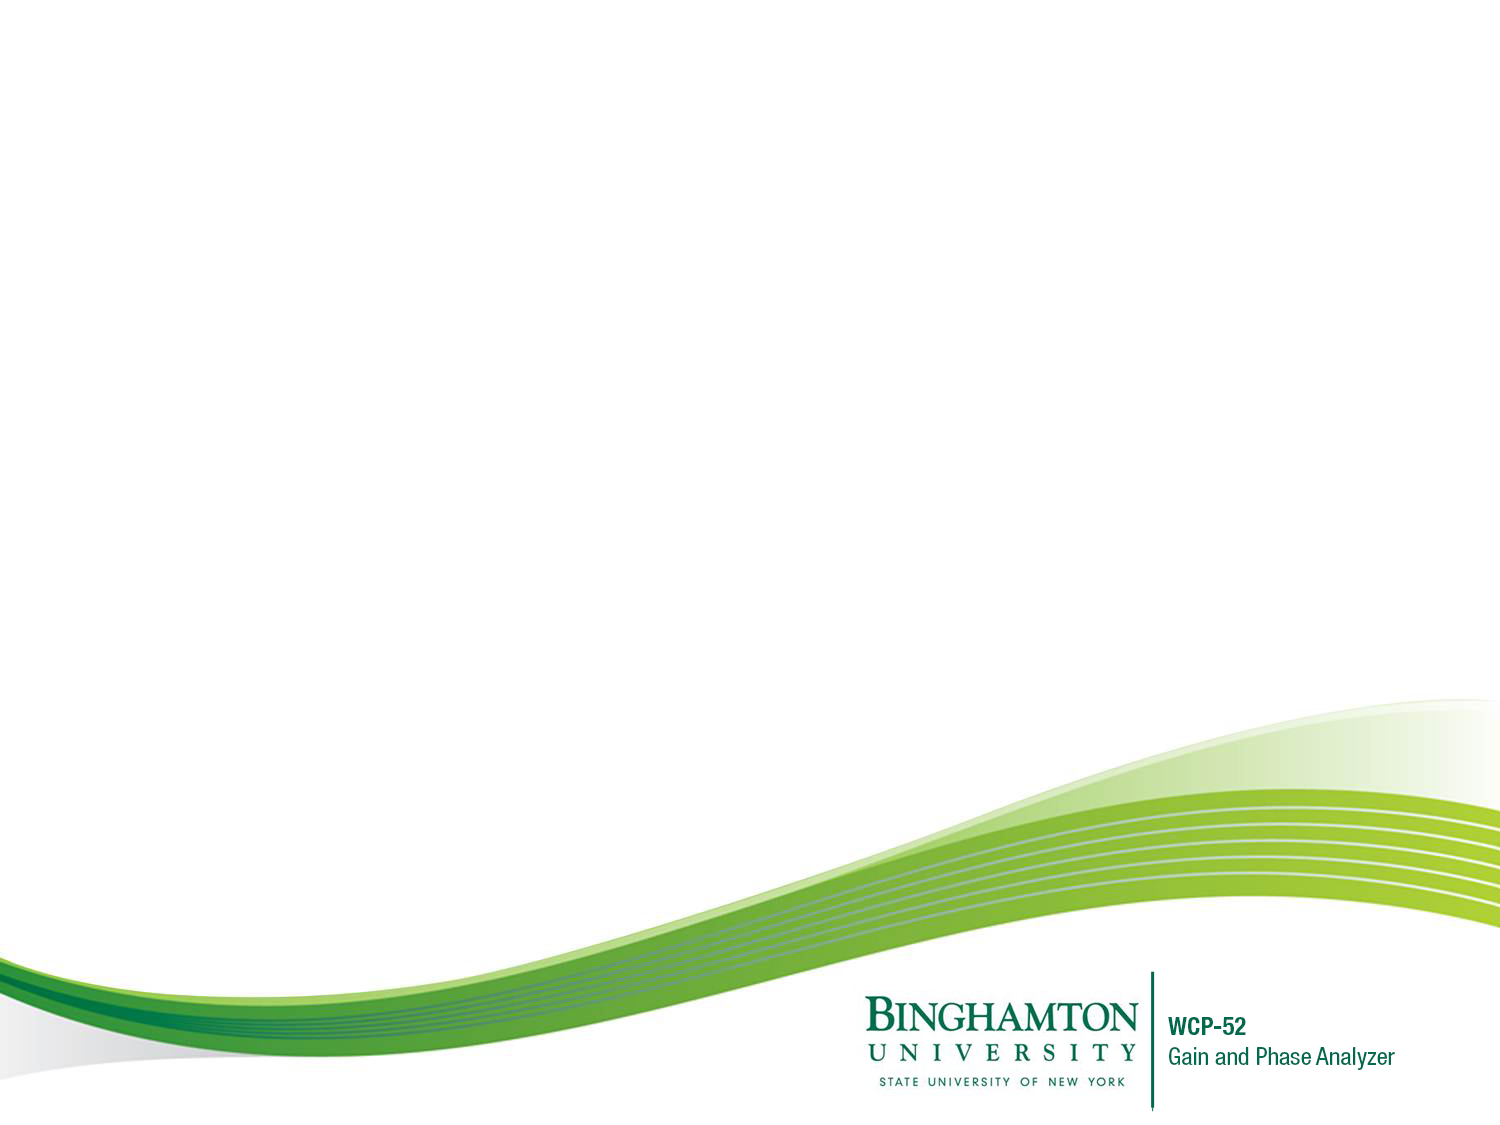 BINGHAMTON
UNIVERSITY
STATE UNIVERSITY OF NEW YORK
WCP-52
Gain and Phase Analyzer